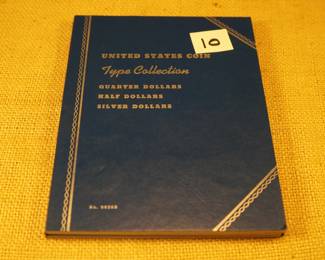 10
UNITED STATES COIN
Type Collection
QUARTER DOLLARS
HALF DOLLARS
SILVER DOLLARS